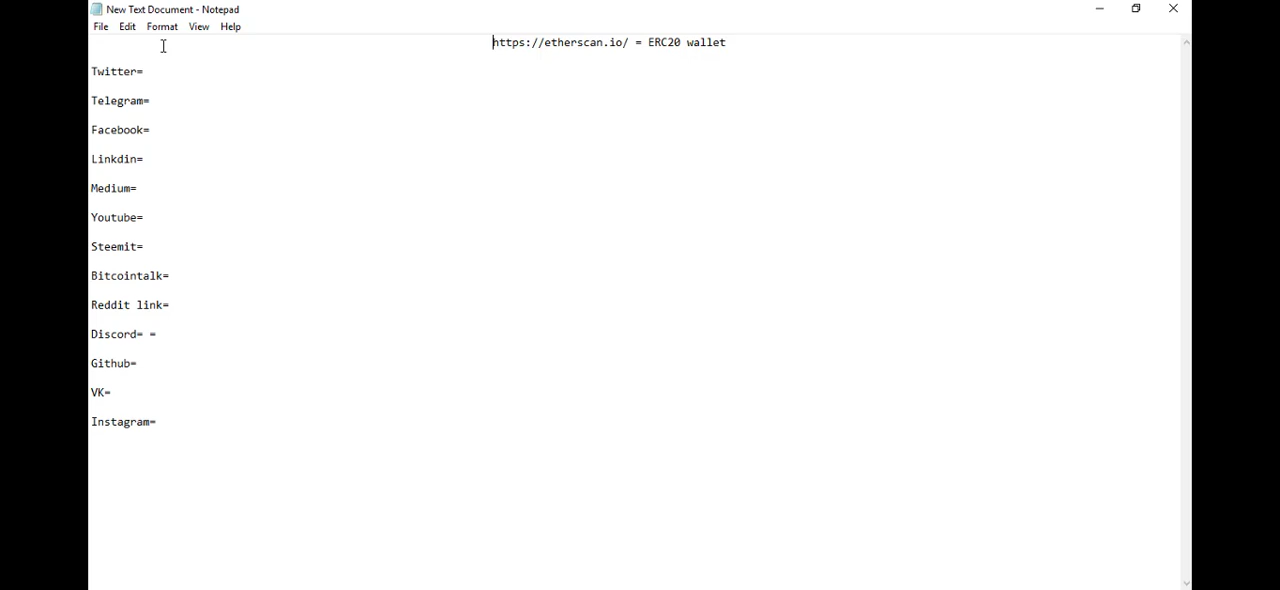 New Text Document - Notepad
File Edit Format View Help
https://etherscan.io/ = ERC20 wallet
Twitter=
Telegram=
Facebook=
Linkdin=
Medium=
Youtube=
Steemit=
Bitcointalk=
Reddit link=
Discord= =
Github=
VK=
Instagram=